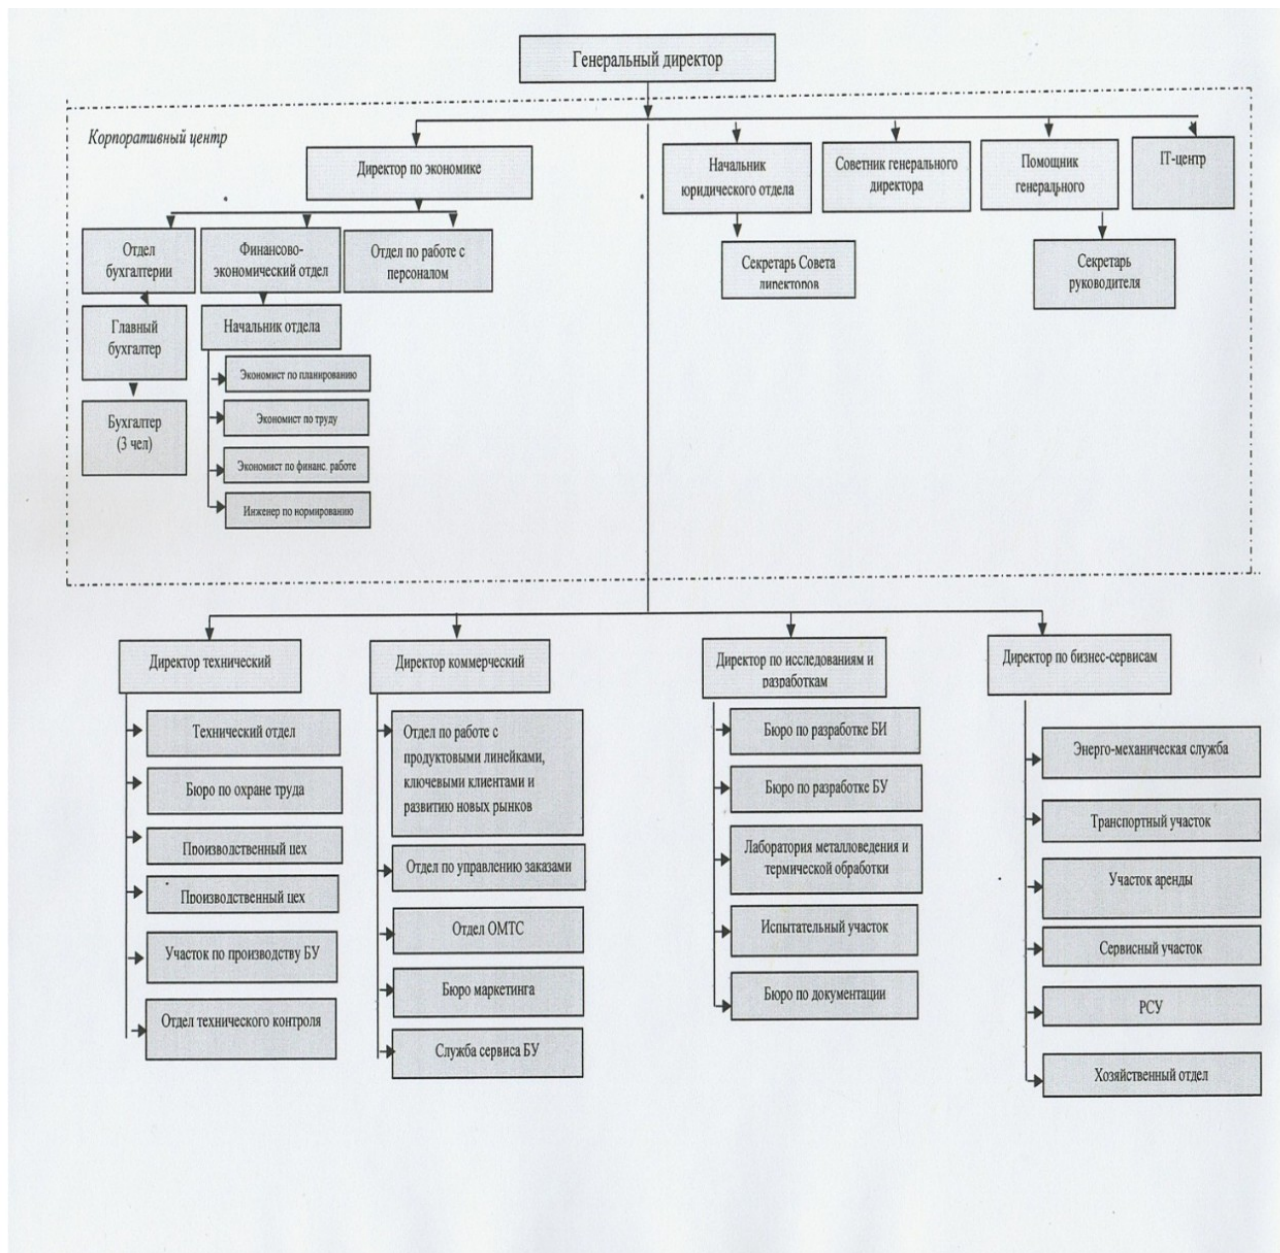 Генеральный директор
Корпоративный центр
Директор по экономике
Начальник
юридического отдела
Советник генерального
директора
Помощник
генерального
IT-центр
Отдел
бухгалтерии
Финансово-
экономический отдел
Отдел по работе с
персоналом
Секретарь Совета
директоров
Секретарь
руководителя
Главный
бухгалтер
Начальник отдела
Экономист по планированию
Бухгалтер
(3 чел)
Экономист по труду
Экономист по финанс. работе
Инженер по нормированию
Директор технический
Технический отдел
Бюро по охране труда
Производственный цех
Производственный цех
Участок по производству БУ
Отдел технического контроля
Директор коммерческий
Отдел по работе с
продуктовыми линейками,
ключевыми клиентами и
развитию новых рынков
Отдел по управлению заказами
Отдел ОМТС
Бюро маркетинга
Служба сервиса БУ
Директор по исследованиям и
разработкам
Бюро по разработке БИ
Бюро по разработке БУ
Лаборатория металловедения и
термической обработки
Испытательный участок
Бюро по документации
Директор по бизнес-сервисам
Энерго-механическая служба
Транспортный участок
Участок аренды
Сервисный участок
РСУ
Хозяйственный отдел